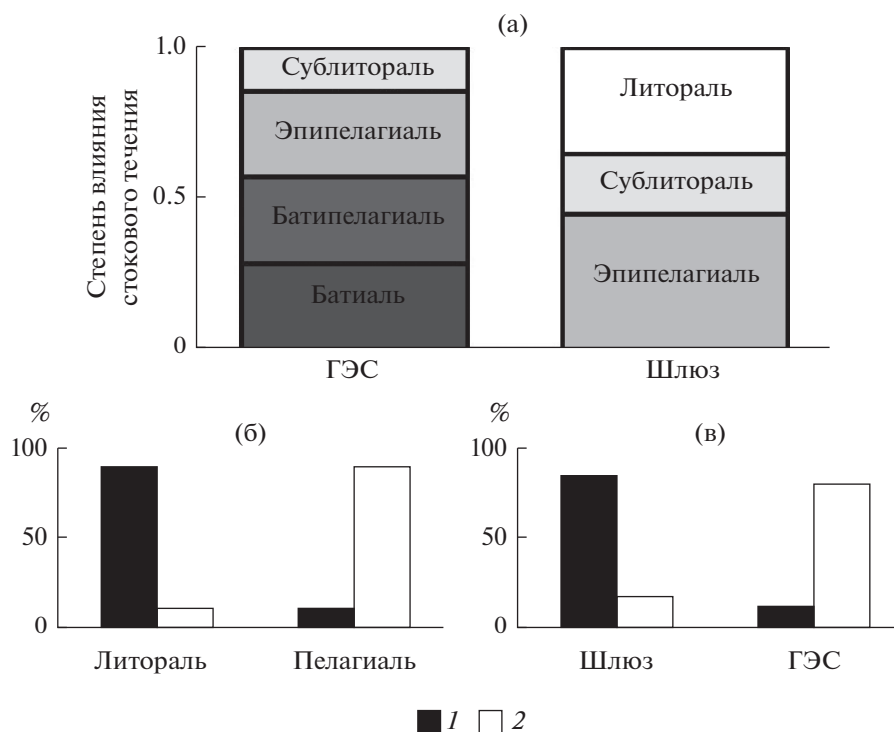 (а)
Степень влияния
стокового течения
1.0
0.5
0
Сублитораль
Эпипелагиаль
Батипелагиаль
Батиаль
Литораль
Сублитораль
Эпипелагиаль
ГЭС
Шлюз
%
(б)
100
50
0
Литораль
Пелагиаль
%
(в)
100
50
0
Шлюз
ГЭС
1 2